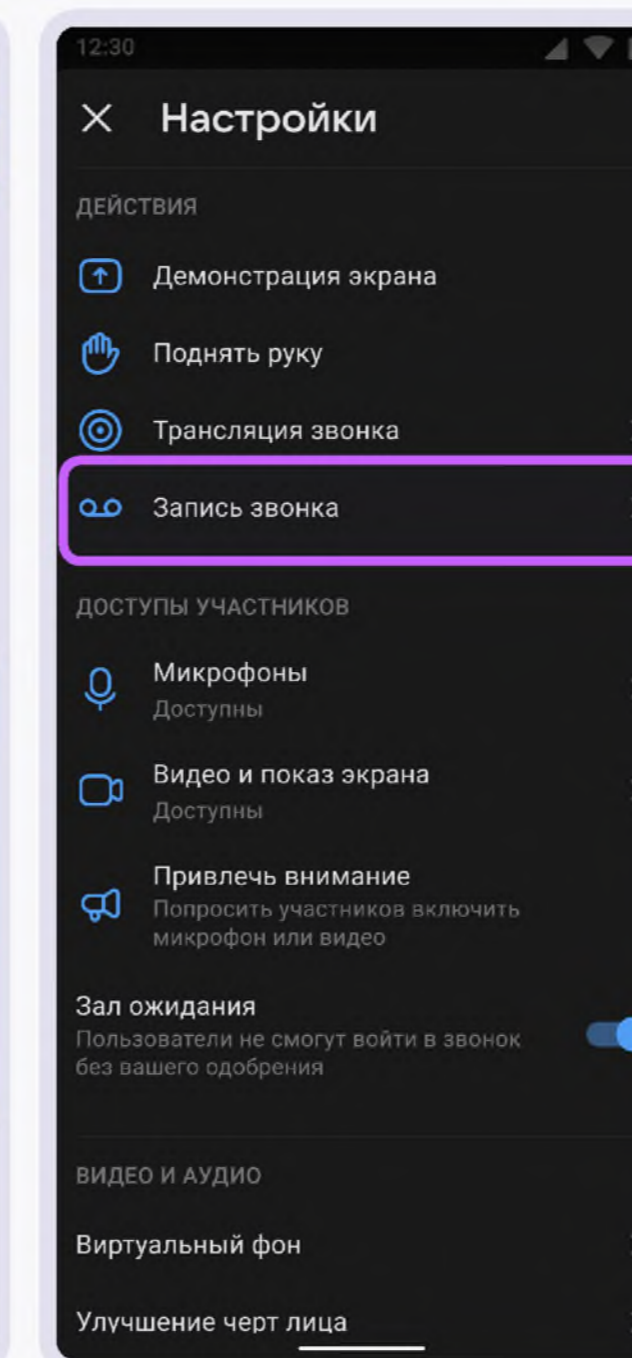 12:30
Настройки
ДЕЙСТВИЯ
Демонстрация экрана
Поднять руку
Трансляция звонка
Запись звонка
ДОСТУПЫ УЧАСТНИКОВ
Микрофоны
Доступны
Видео и показ экрана
Доступны
Привлечь внимание
Попросить участников включить
микрофон или видео
Зал ожидания
Пользователи не смогут войти в звонок
без вашего одобрения
ВИДЕО И АУДИО
Виртуальный фон
Улучшение черт лица